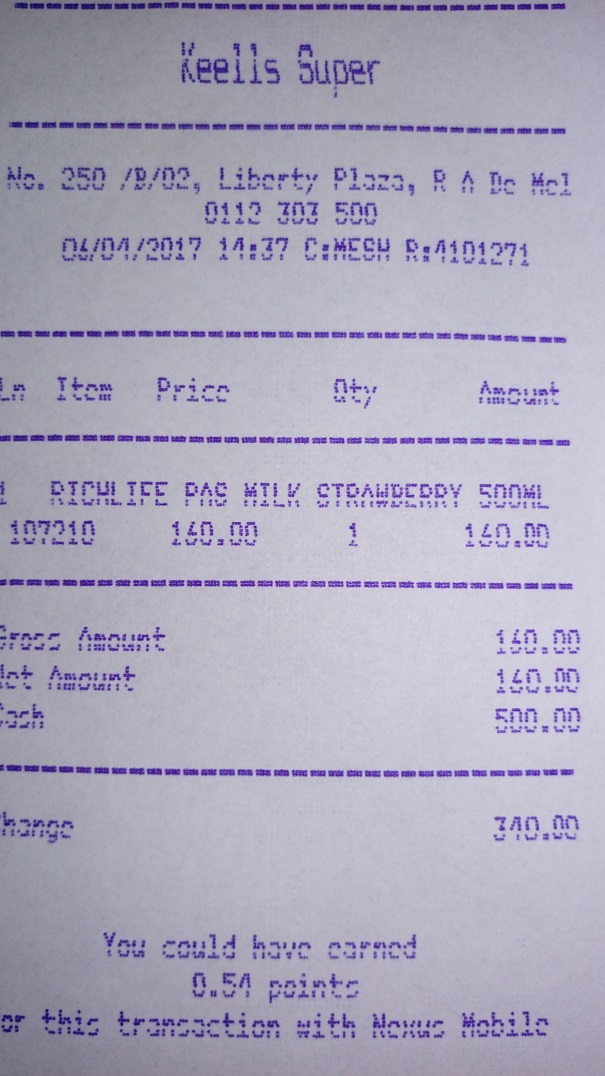 Keells Super
No. 250 /B/02, Liberty Plaza, R A De Mel
0112 303 500
06/04/2017 14:37 C:MESH R:4101271
Ln Item Price Qty Amount
1 RICHLIFE PAS MILK STRAWBERRY 500ML
107210 160.00 1 160.00
Gross Amount 160.00
Net Amount 160.00
Cash 500.00
Change 340.00
You could have earned
0.54 points
for this transaction with Nexus Mobile